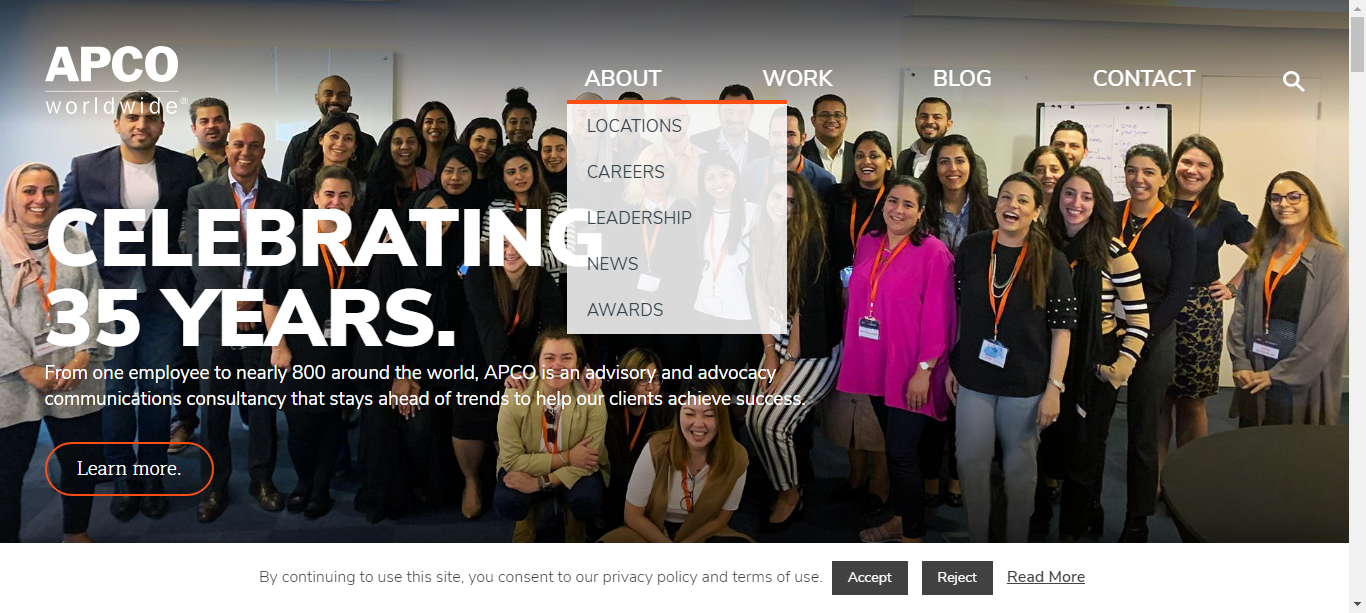 APCO
worldwide®
ABOUT
WORK
BLOG
CONTACT
LOCATIONS
CAREERS
LEADERSHIP
NEWS
AWARDS
CELEBRATING
35 YEARS.
From one employee to nearly 800 around the world, APCO is an advisory and advocacy
communications consultancy that stays ahead of trends to help our clients achieve success.
Learn more.
By continuing to use this site, you consent to our privacy policy and terms of use.
Accept
Reject
Read More